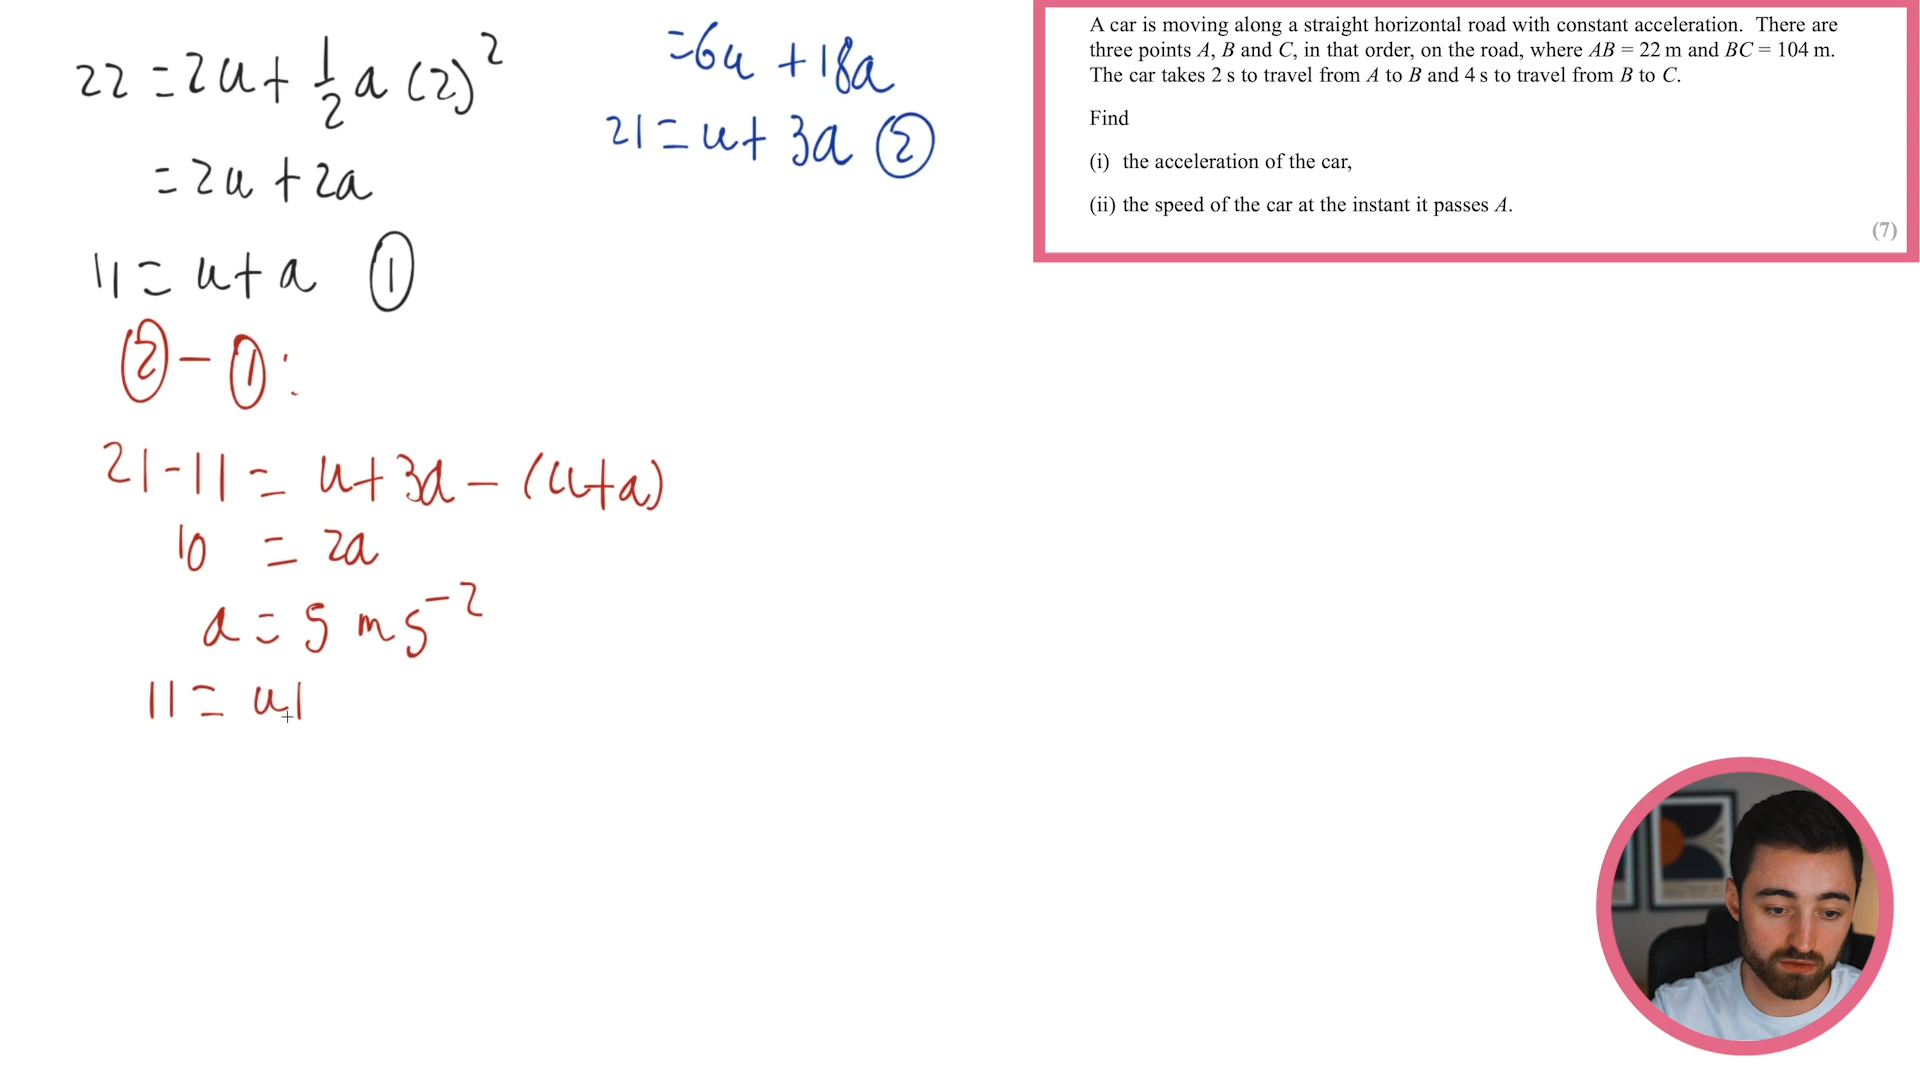 22 = 2u + 1/2 a (2)²
= 2u + 2a
11 = u + a ①
= 6u + 18a
21 = u + 3a ②
② - ① :
21 - 11 = u + 3a - (u + a)
10 = 2a
a = 5 ms⁻²
11 = u
A car is moving along a straight horizontal road with constant acceleration. There are
three points A, B and C, in that order, on the road, where AB = 22 m and BC = 104 m.
The car takes 2 s to travel from A to B and 4 s to travel from B to C.
Find
(i) the acceleration of the car,
(ii) the speed of the car at the instant it passes A.
(7)